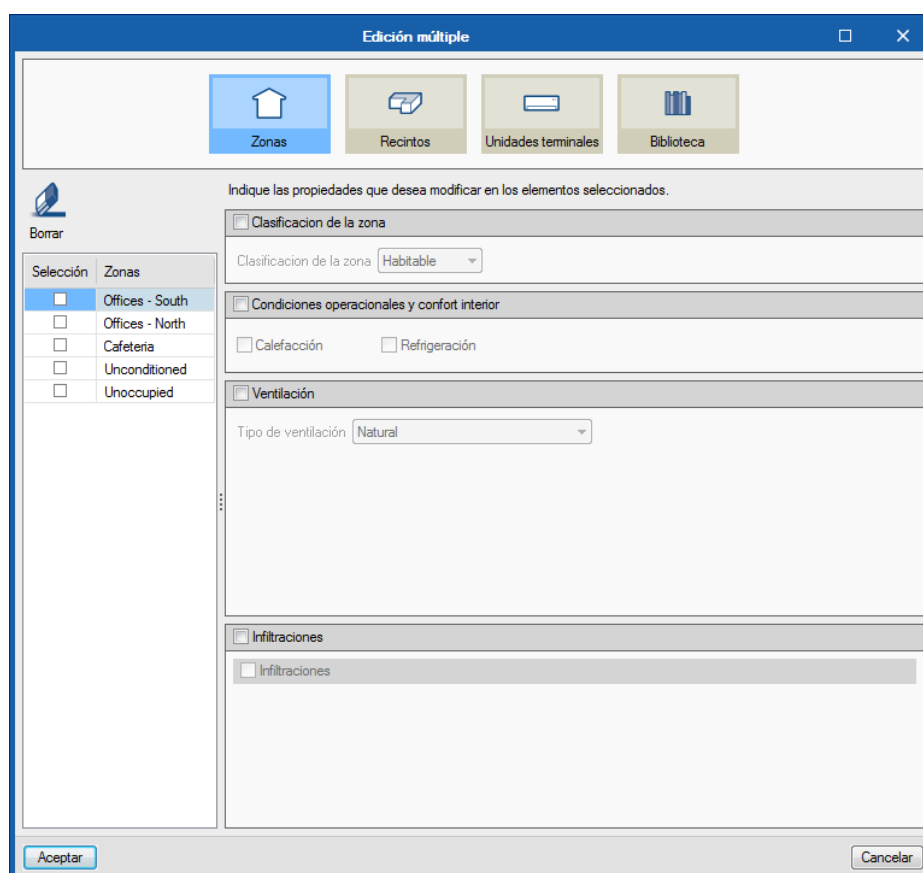 Edición múltiple
Zonas Recintos Unidades terminales Biblioteca
Borrar
Selección Zonas
Offices - South
Offices - North
Cafeteria
Unconditioned
Unoccupied
Indique las propiedades que desea modificar en los elementos seleccionados.
Clasificacion de la zona
Clasificacion de la zona Habitable
Condiciones operacionales y confort interior
Calefacción Refrigeración
Ventilación
Tipo de ventilación Natural
Infiltraciones
Infiltraciones
Aceptar Cancelar